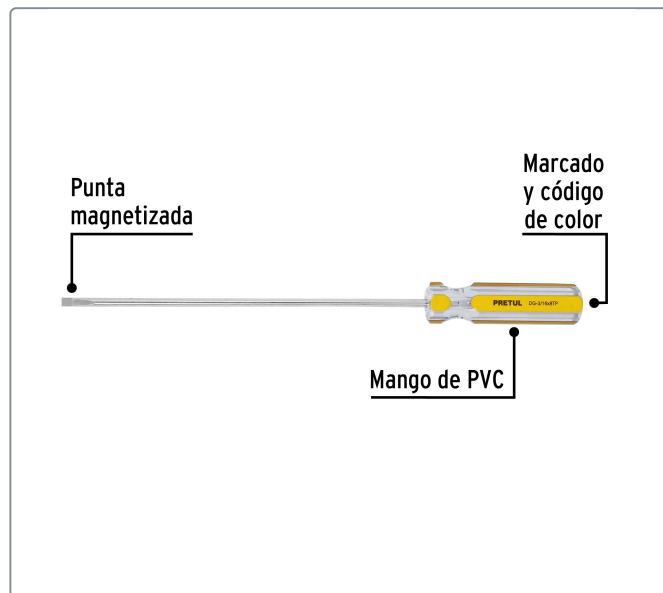 Punta
magnetizada
Marcado
y código
de color
PRETUL DG-3/16x8TP
Mango de PVC